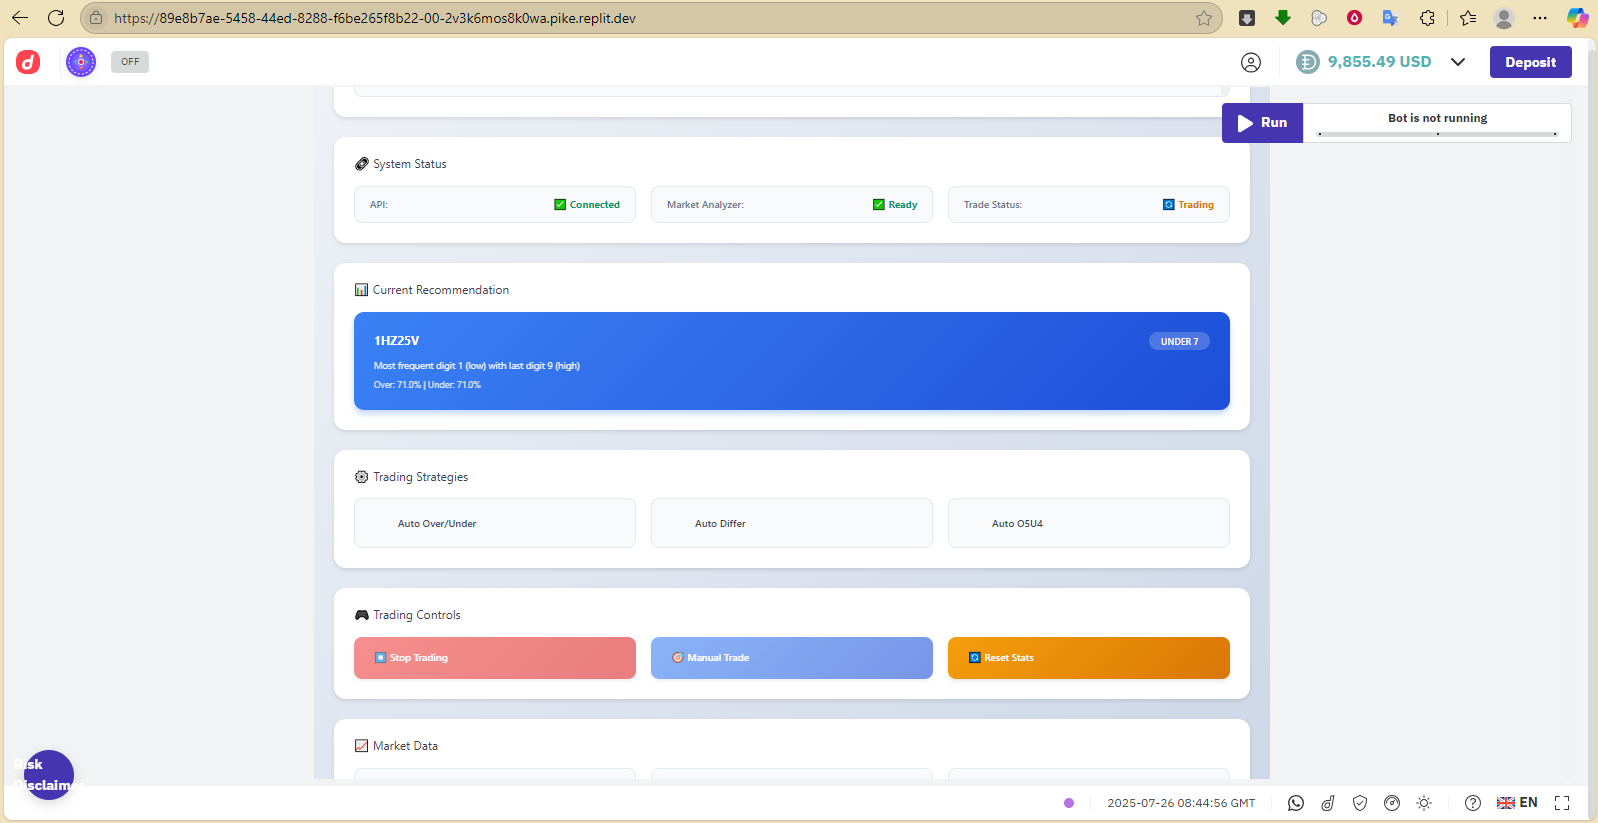 https://89e8b7ae-5458-44ed-8288-f6be265f8b22-00-2v3k6mos8k0wa.pike.replit.dev
OFF
9,855.49 USD
Deposit
Run
Bot is not running
System Status
API:
Connected
Market Analyzer:
Ready
Trade Status:
Trading
Current Recommendation
1HZ25V
UNDER 7
Most frequent digit 1 (low) with last digit 9 (high)
Over: 71.0% | Under: 71.0%
Trading Strategies
Auto Over/Under
Auto Differ
Auto O5U4
Trading Controls
Stop Trading
Manual Trade
Reset Stats
Market Data
Risk
Disclaimer
2025-07-26 08:44:56 GMT
EN